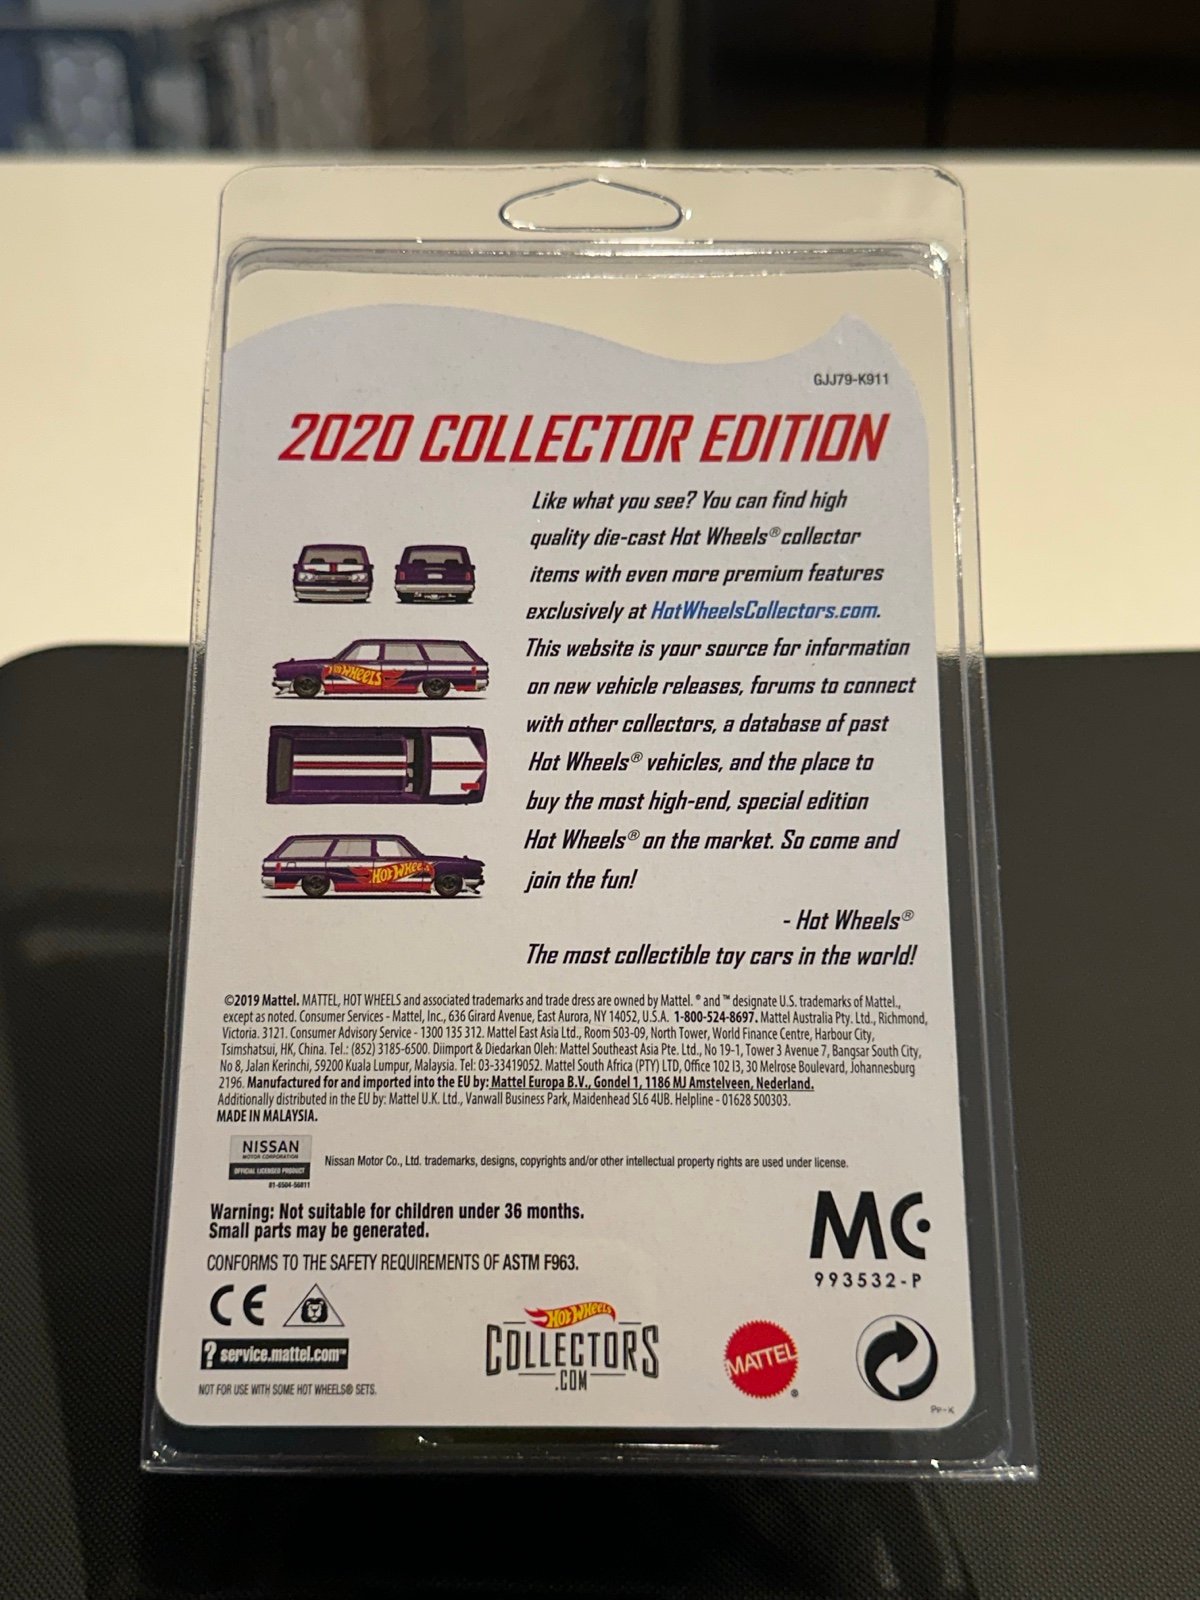 GJJ79-K911
2020 COLLECTOR EDITION
Like what you see? You can find high
quality die-cast Hot Wheels® collector
items with even more premium features
exclusively at HotWheelsCollectors.com.
This website is your source for information
on new vehicle releases, forums to connect
with other collectors, a database of past
Hot Wheels® vehicles, and the place to
buy the most high-end, special edition
Hot Wheels® on the market. So come and
join the fun!
- Hot Wheels®
The most collectible toy cars in the world!
HOT WHEELS
HOT WHEELS
©2019 Mattel. MATTEL, HOT WHEELS and associated trademarks and trade dress are owned by Mattel. ® and ™ designate U.S. trademarks of Mattel.,
except as noted. Consumer Services - Mattel, Inc., 636 Girard Avenue, East Aurora, NY 14052, U.S.A. 1-800-524-8697. Mattel Australia Pty. Ltd., Richmond,
Victoria. 3121. Consumer Advisory Service - 1300 135 312. Mattel East Asia Ltd., Room 503-09, North Tower, World Finance Centre, Harbour City,
Tsimshatsui, HK, China. Tel.: (852) 3185-6500. Diimport & Diedarkan Oleh: Mattel Southeast Asia Pte. Ltd., No 19-1, Tower 3 Avenue 7, Bangsar South City,
No 8, Jalan Kerinchi, 59200 Kuala Lumpur, Malaysia. Tel: 03-33419052. Mattel South Africa (PTY) LTD, Office 102 I3, 30 Melrose Boulevard, Johannesburg
2196. Manufactured for and imported into the EU by: Mattel Europa B.V., Gondel 1, 1186 MJ Amstelveen, Nederland.
Additionally distributed in the EU by: Mattel U.K. Ltd., Vanwall Business Park, Maidenhead SL6 4UB. Helpline - 01628 500303.
MADE IN MALAYSIA.
NISSAN
MOTOR CORPORATION
OFFICIAL LICENSED PRODUCT
01-6504-56011
Nissan Motor Co., Ltd. trademarks, designs, copyrights and/or other intellectual property rights are used under license.
Warning: Not suitable for children under 36 months.
Small parts may be generated.
CONFORMS TO THE SAFETY REQUIREMENTS OF ASTM F963.
MC
993532-P
CE
? service.mattel.com™
NOT FOR USE WITH SOME HOT WHEELS® SETS.
HOT WHEELS
COLLECTORS
.COM
MATTEL
®
PP-K